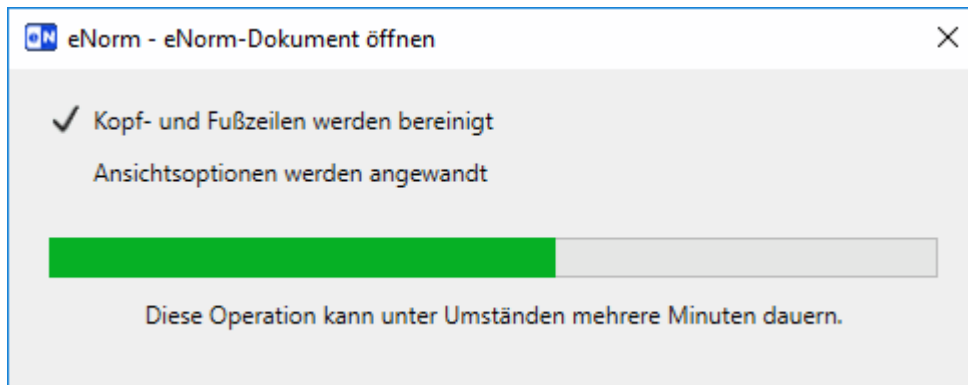 eN eNorm - eNorm-Dokument öffnen
Kopf- und Fußzeilen werden bereinigt
Ansichtsoptionen werden angewandt
Diese Operation kann unter Umständen mehrere Minuten dauern.